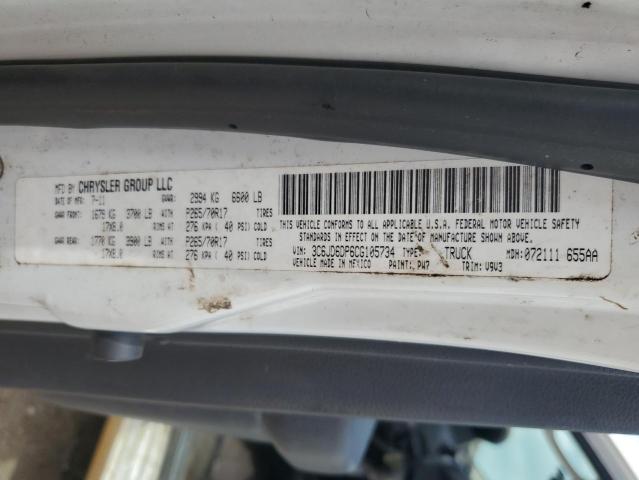 MFD BY CHRYSLER GROUP LLC
DATE OF MFR: 7-11 GVWR: 2994 KG 6600 LB
GAWR FRONT: 1679 KG 3700 LB WITH P265/70R17 TIRES
17X8.0 RIMS AT 276 KPA ( 40 PSI) COLD
GAWR REAR: 1770 KG 3900 LB WITH P265/70R17 TIRES
17X8.0 RIMS AT 276 KPA ( 40 PSI) COLD
THIS VEHICLE CONFORMS TO ALL APPLICABLE U.S.A. FEDERAL MOTOR VEHICLE SAFETY
STANDARDS IN EFFECT ON THE DATE OF MANUFACTURE SHOWN ABOVE.
VIN: 3C6JD6DP6CG105734 TYPE: TRUCK MDH: 072111 655AA
VEHICLE MADE IN MEXICO PAINT: PW7 TRIM: V9V3